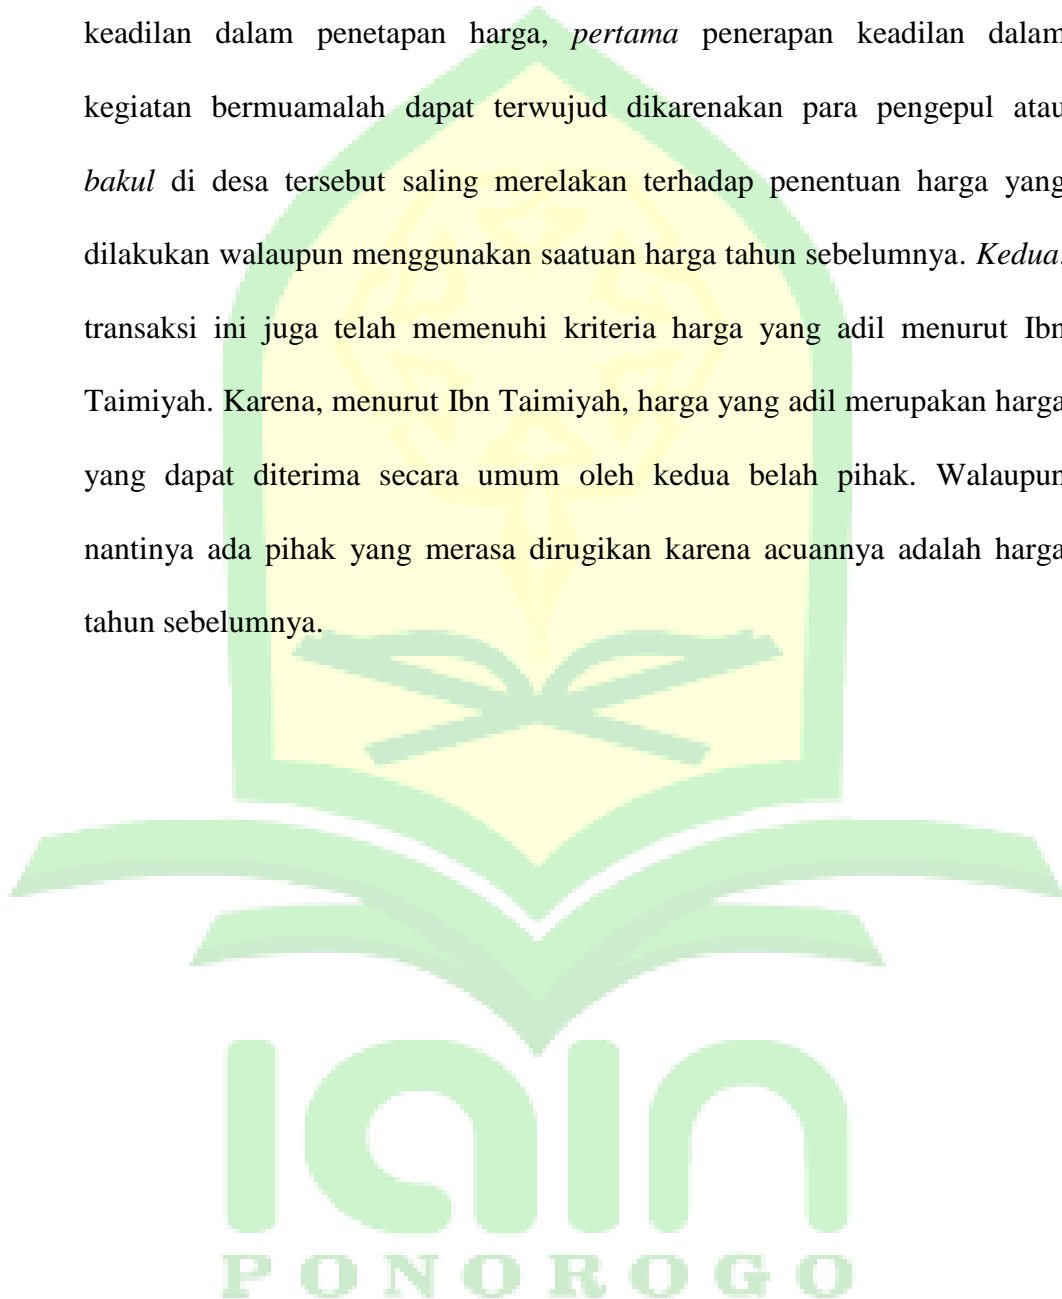 keadilan dalam penetapan harga, pertama penerapan keadilan dalam
kegiatan bermuamalah dapat terwujud dikarenakan para pengepul atau
bakul di desa tersebut saling merelakan terhadap penentuan harga yang
dilakukan walaupun menggunakan saatuan harga tahun sebelumnya. Kedua,
transaksi ini juga telah memenuhi kriteria harga yang adil menurut Ibn
Taimiyah. Karena, menurut Ibn Taimiyah, harga yang adil merupakan harga
yang dapat diterima secara umum oleh kedua belah pihak. Walaupun
nantinya ada pihak yang merasa dirugikan karena acuannya adalah harga
tahun sebelumnya.
iain
PONOROGO